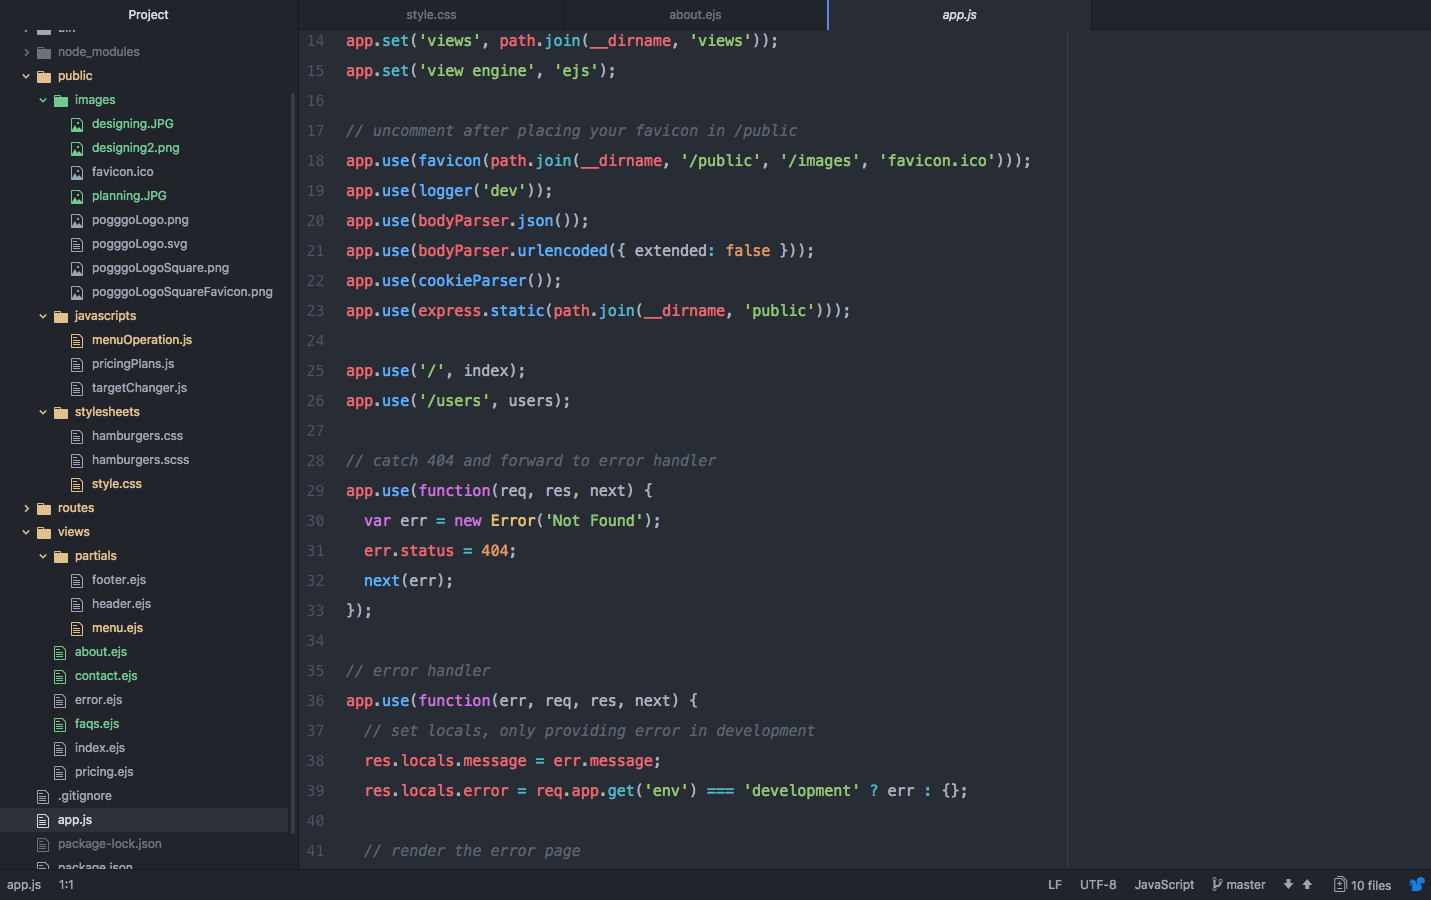 Project
style.css
about.ejs
app.js
bin
node_modules
public
images
designing.JPG
designing2.png
favicon.ico
planning.JPG
pogggoLogo.png
pogggoLogo.svg
pogggoLogoSquare.png
pogggoLogoSquareFavicon.png
javascripts
menuOperation.js
pricingPlans.js
targetChanger.js
stylesheets
hamburgers.css
hamburgers.scss
style.css
routes
views
partials
footer.ejs
header.ejs
menu.ejs
about.ejs
contact.ejs
error.ejs
faqs.ejs
index.ejs
pricing.ejs
.gitignore
app.js
package-lock.json
package.json
14 app.set('views', path.join(__dirname, 'views'));
15 app.set('view engine', 'ejs');
16
17 // uncomment after placing your favicon in /public
18 app.use(favicon(path.join(__dirname, '/public', '/images', 'favicon.ico')));
19 app.use(logger('dev'));
20 app.use(bodyParser.json());
21 app.use(bodyParser.urlencoded({ extended: false }));
22 app.use(cookieParser());
23 app.use(express.static(path.join(__dirname, 'public')));
24
25 app.use('/', index);
26 app.use('/users', users);
27
28 // catch 404 and forward to error handler
29 app.use(function(req, res, next) {
30   var err = new Error('Not Found');
31   err.status = 404;
32   next(err);
33 });
34
35 // error handler
36 app.use(function(err, req, res, next) {
37   // set locals, only providing error in development
38   res.locals.message = err.message;
39   res.locals.error = req.app.get('env') === 'development' ? err : {};
40
41   // render the error page
app.js 1:1 LF UTF-8 JavaScript master 10 files